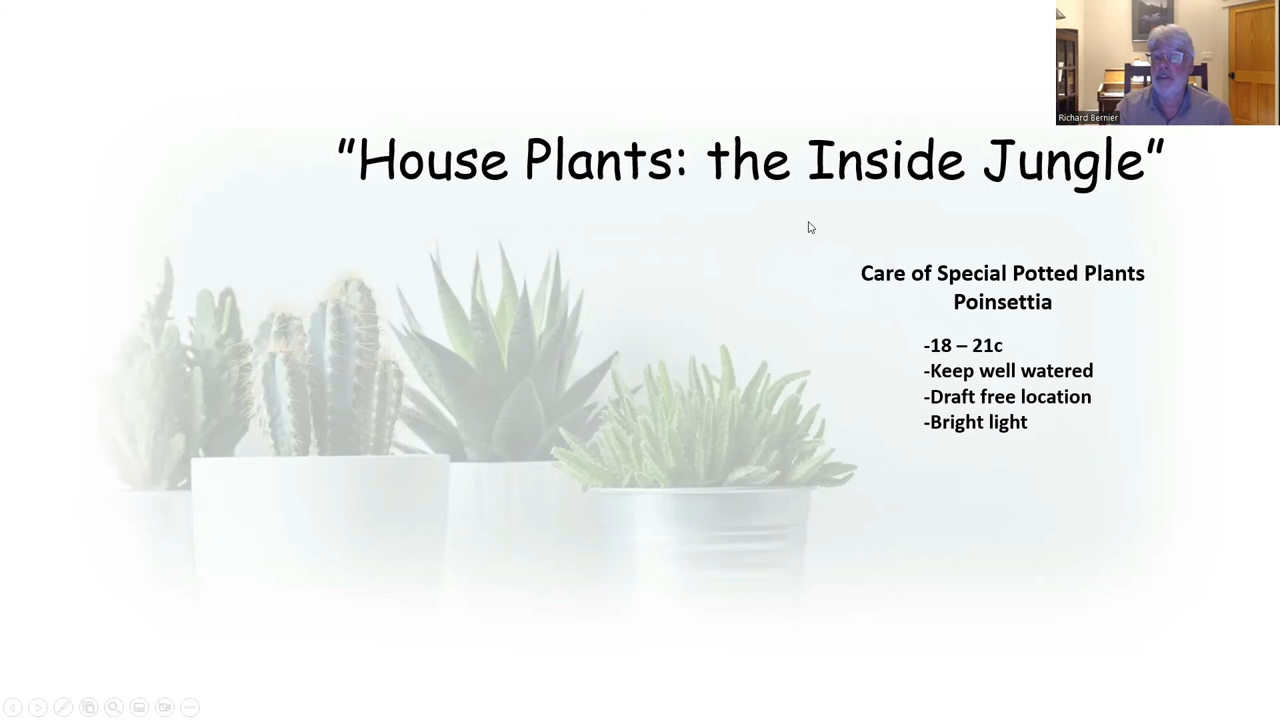 Richard Bernier
"House Plants: the Inside Jungle"
Care of Special Potted Plants
Poinsettia
-18 – 21c
-Keep well watered
-Draft free location
-Bright light